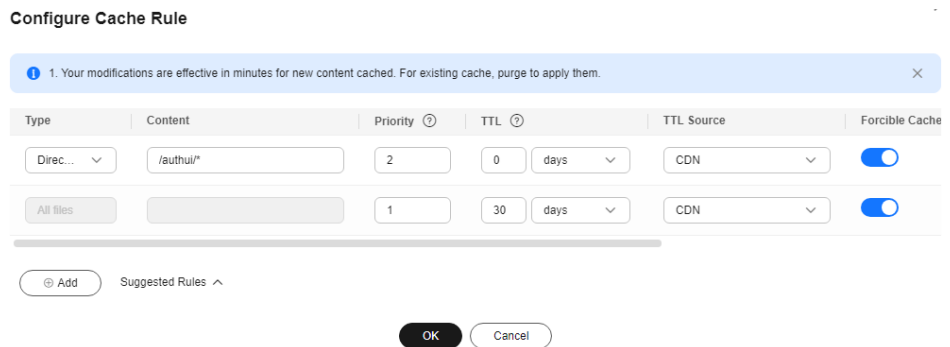 Configure Cache Rule
1. Your modifications are effective in minutes for new content cached. For existing cache, purge to apply them.
Type Content Priority TTL TTL Source Forcible Cache
Direc... /authui/* 2 0 days CDN
All files 1 30 days CDN
Add Suggested Rules
OK Cancel